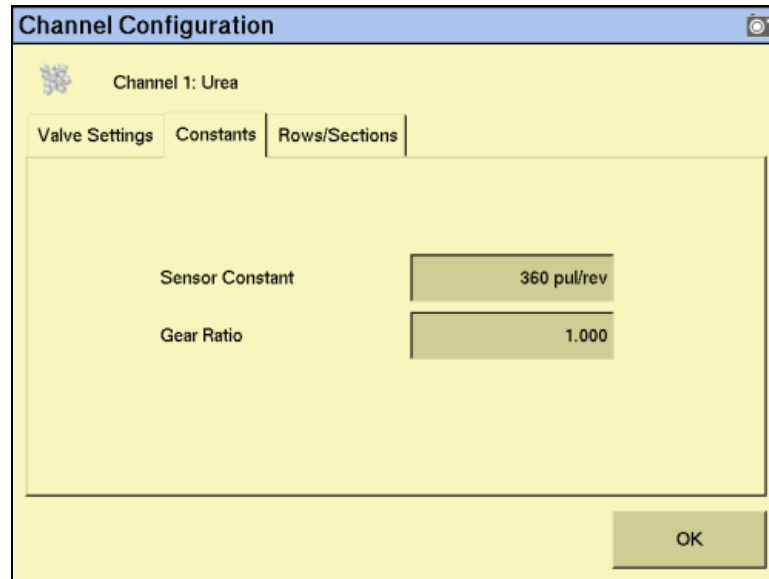 Channel Configuration
Channel 1: Urea
Valve Settings Constants Rows/Sections
Sensor Constant 360 pul/rev
Gear Ratio 1.000
OK